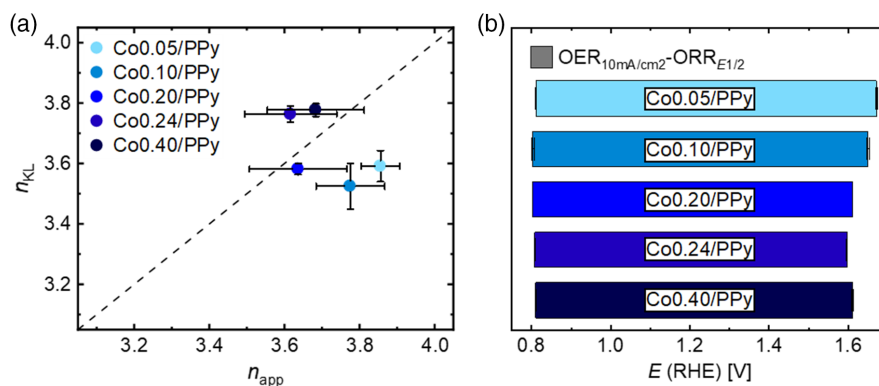 (a)
4.0
3.8
3.6
3.4
3.2
n_KL
Co0.05/PPy
Co0.10/PPy
Co0.20/PPy
Co0.24/PPy
Co0.40/PPy
3.2 3.4 3.6 3.8 4.0
n_app
(b)
OER10mA/cm2-ORRE1/2
Co0.05/PPy
Co0.10/PPy
Co0.20/PPy
Co0.24/PPy
Co0.40/PPy
0.8 1.0 1.2 1.4 1.6
E (RHE) [V]